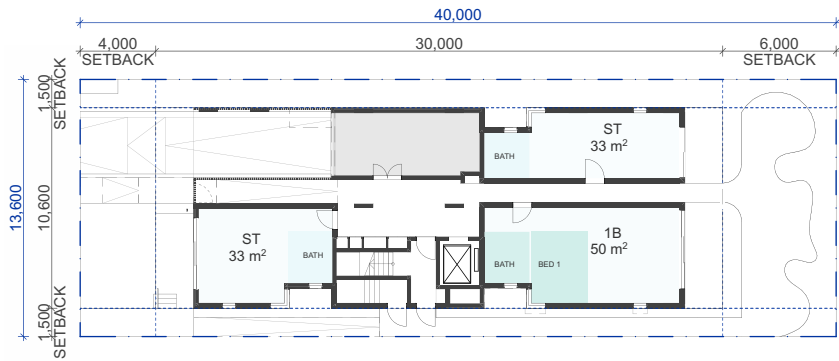 40,000
4,000
30,000
6,000
SETBACK
SETBACK
1,500
SETBACK
ST
33 m²
BATH
13,600
10,600
ST
33 m²
BATH
1B
50 m²
BATH
BED 1
1,500
SETBACK